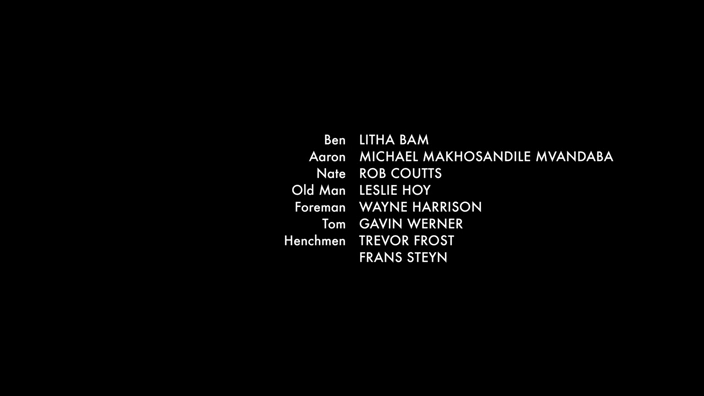 Ben LITHA BAM
Aaron MICHAEL MAKHOSANDILE MVANDABA
Nate ROB COUTTS
Old Man LESLIE HOY
Foreman WAYNE HARRISON
Tom GAVIN WERNER
Henchmen TREVOR FROST
FRANS STEYN